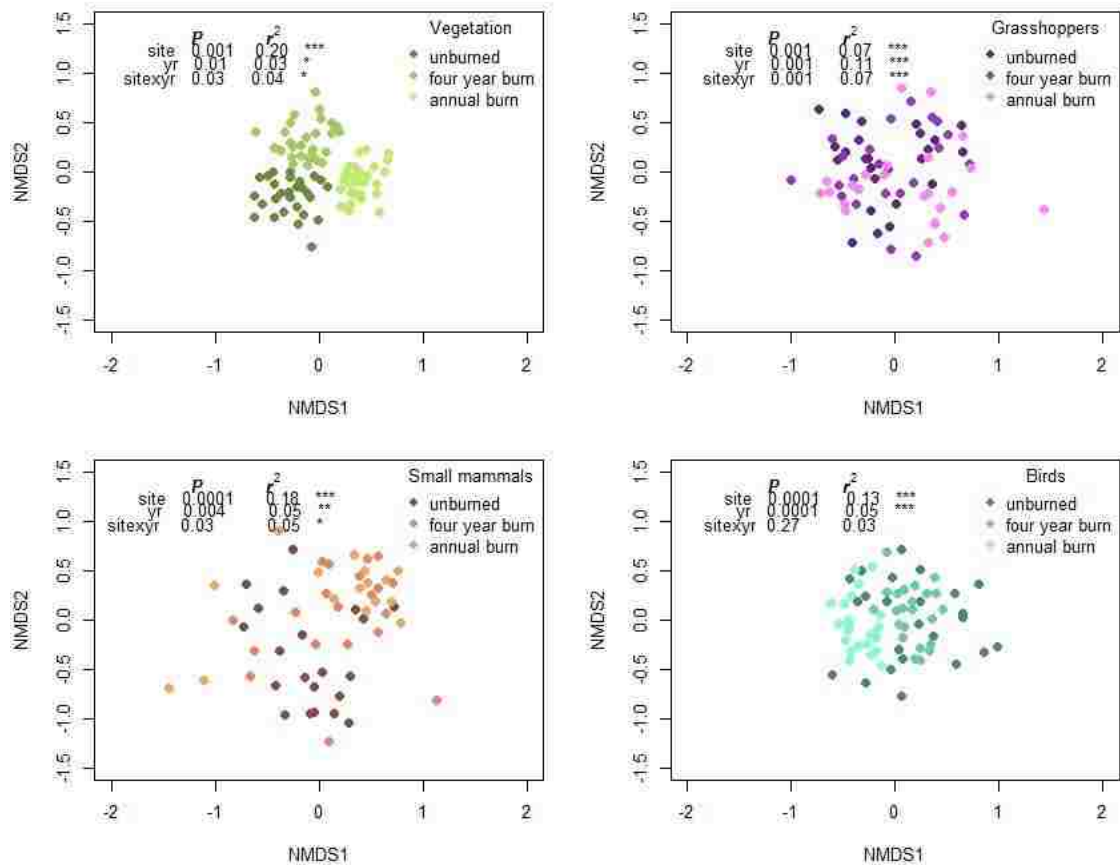 Vegetation
P r2
site 0.001 0.20 ***
yr 0.01 0.03 *
sitexyr 0.03 0.04 *
unburned
four year burn
annual burn
NMDS2
1.5
1.0
0.5
0.0
-0.5
-1.0
-1.5
-2 -1 0 1 2
NMDS1
Grasshoppers
P r2
site 0.001 0.07 ***
yr 0.001 0.11 ***
sitexyr 0.001 0.07 ***
unburned
four year burn
annual burn
NMDS2
1.5
1.0
0.5
0.0
-0.5
-1.0
-1.5
-2 -1 0 1 2
NMDS1
Small mammals
P r2
site 0.0001 0.18 ***
yr 0.004 0.05 **
sitexyr 0.03 0.05 *
unburned
four year burn
annual burn
NMDS2
1.5
1.0
0.5
0.0
-0.5
-1.0
-1.5
-2 -1 0 1 2
NMDS1
Birds
P r2
site 0.0001 0.13 ***
yr 0.0001 0.05 ***
sitexyr 0.27 0.03
unburned
four year burn
annual burn
NMDS2
1.5
1.0
0.5
0.0
-0.5
-1.0
-1.5
-2 -1 0 1 2
NMDS1